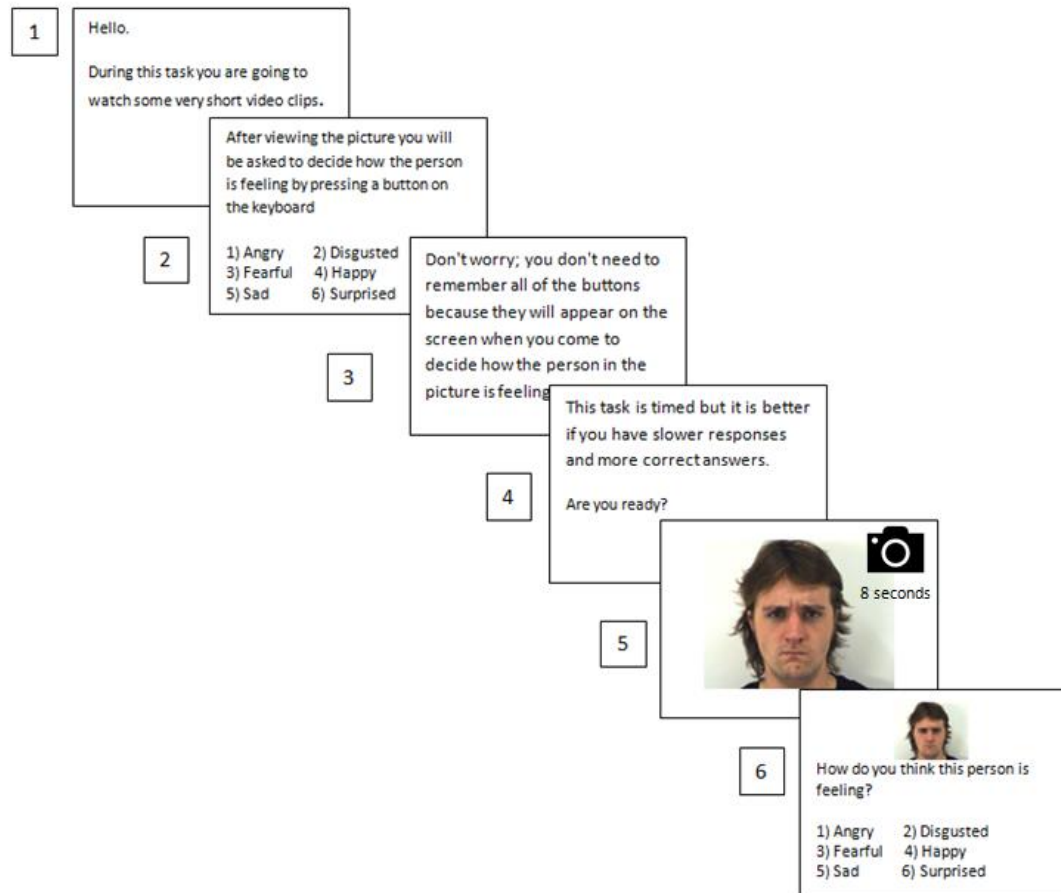 1
Hello.
During this task you are going to
watch some very short video clips.
2
After viewing the picture you will
be asked to decide how the person
is feeling by pressing a button on
the keyboard
1) Angry 2) Disgusted
3) Fearful 4) Happy
5) Sad 6) Surprised
3
Don't worry; you don't need to
remember all of the buttons
because they will appear on the
screen when you come to
decide how the person in the
picture is feeling
4
This task is timed but it is better
if you have slower responses
and more correct answers.
Are you ready?
5
8 seconds
6
How do you think this person is
feeling?
1) Angry 2) Disgusted
3) Fearful 4) Happy
5) Sad 6) Surprised